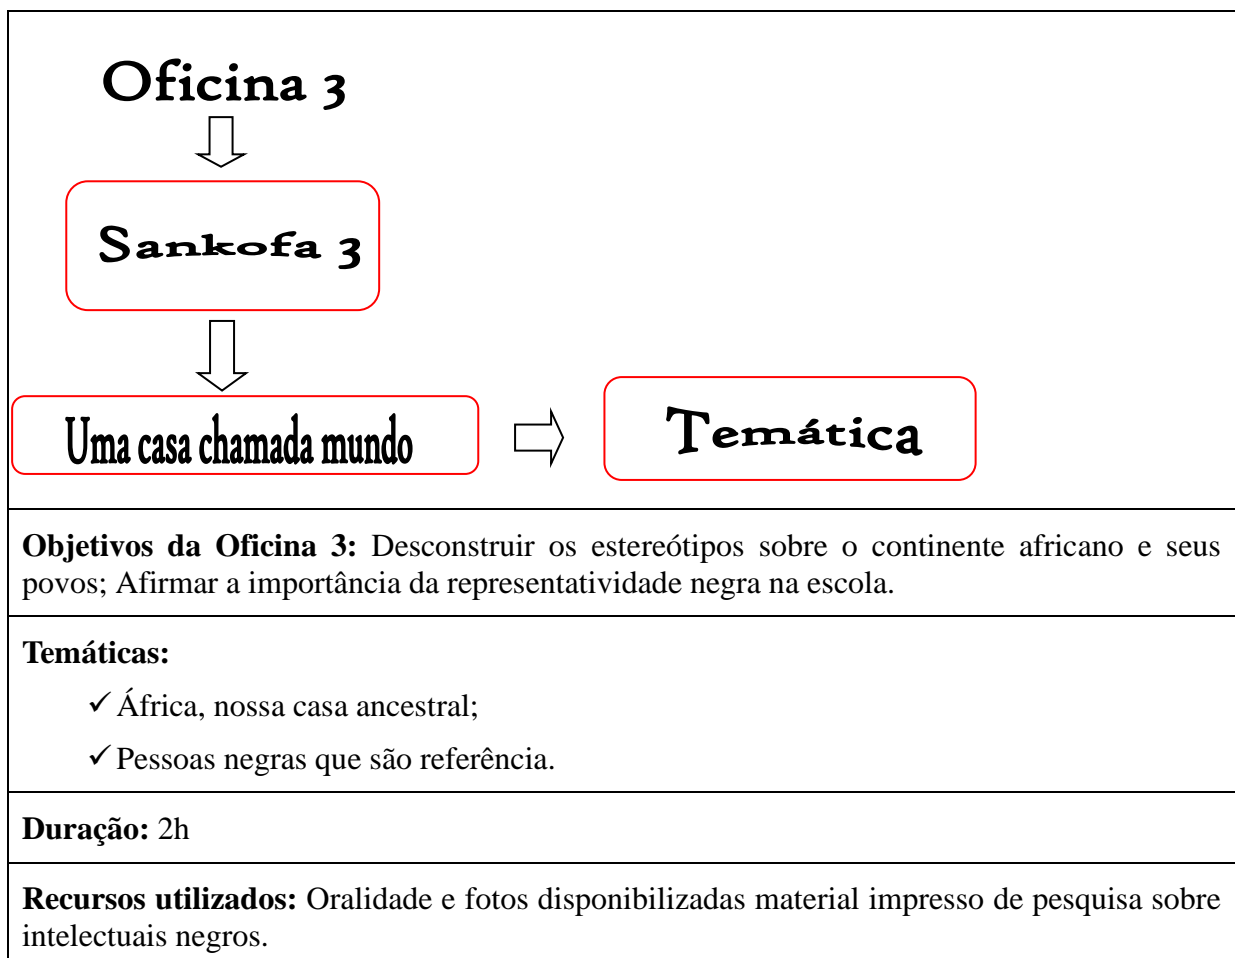 Oficina 3
Sankofa 3
Uma casa chamada mundo
Temática
Objetivos da Oficina 3: Desconstruir os estereótipos sobre o continente africano e seus
povos; Afirmar a importância da representatividade negra na escola.
Temáticas:
✓ África, nossa casa ancestral;
✓ Pessoas negras que são referência.
Duração: 2h
Recursos utilizados: Oralidade e fotos disponibilizadas material impresso de pesquisa sobre
intelectuais negros.